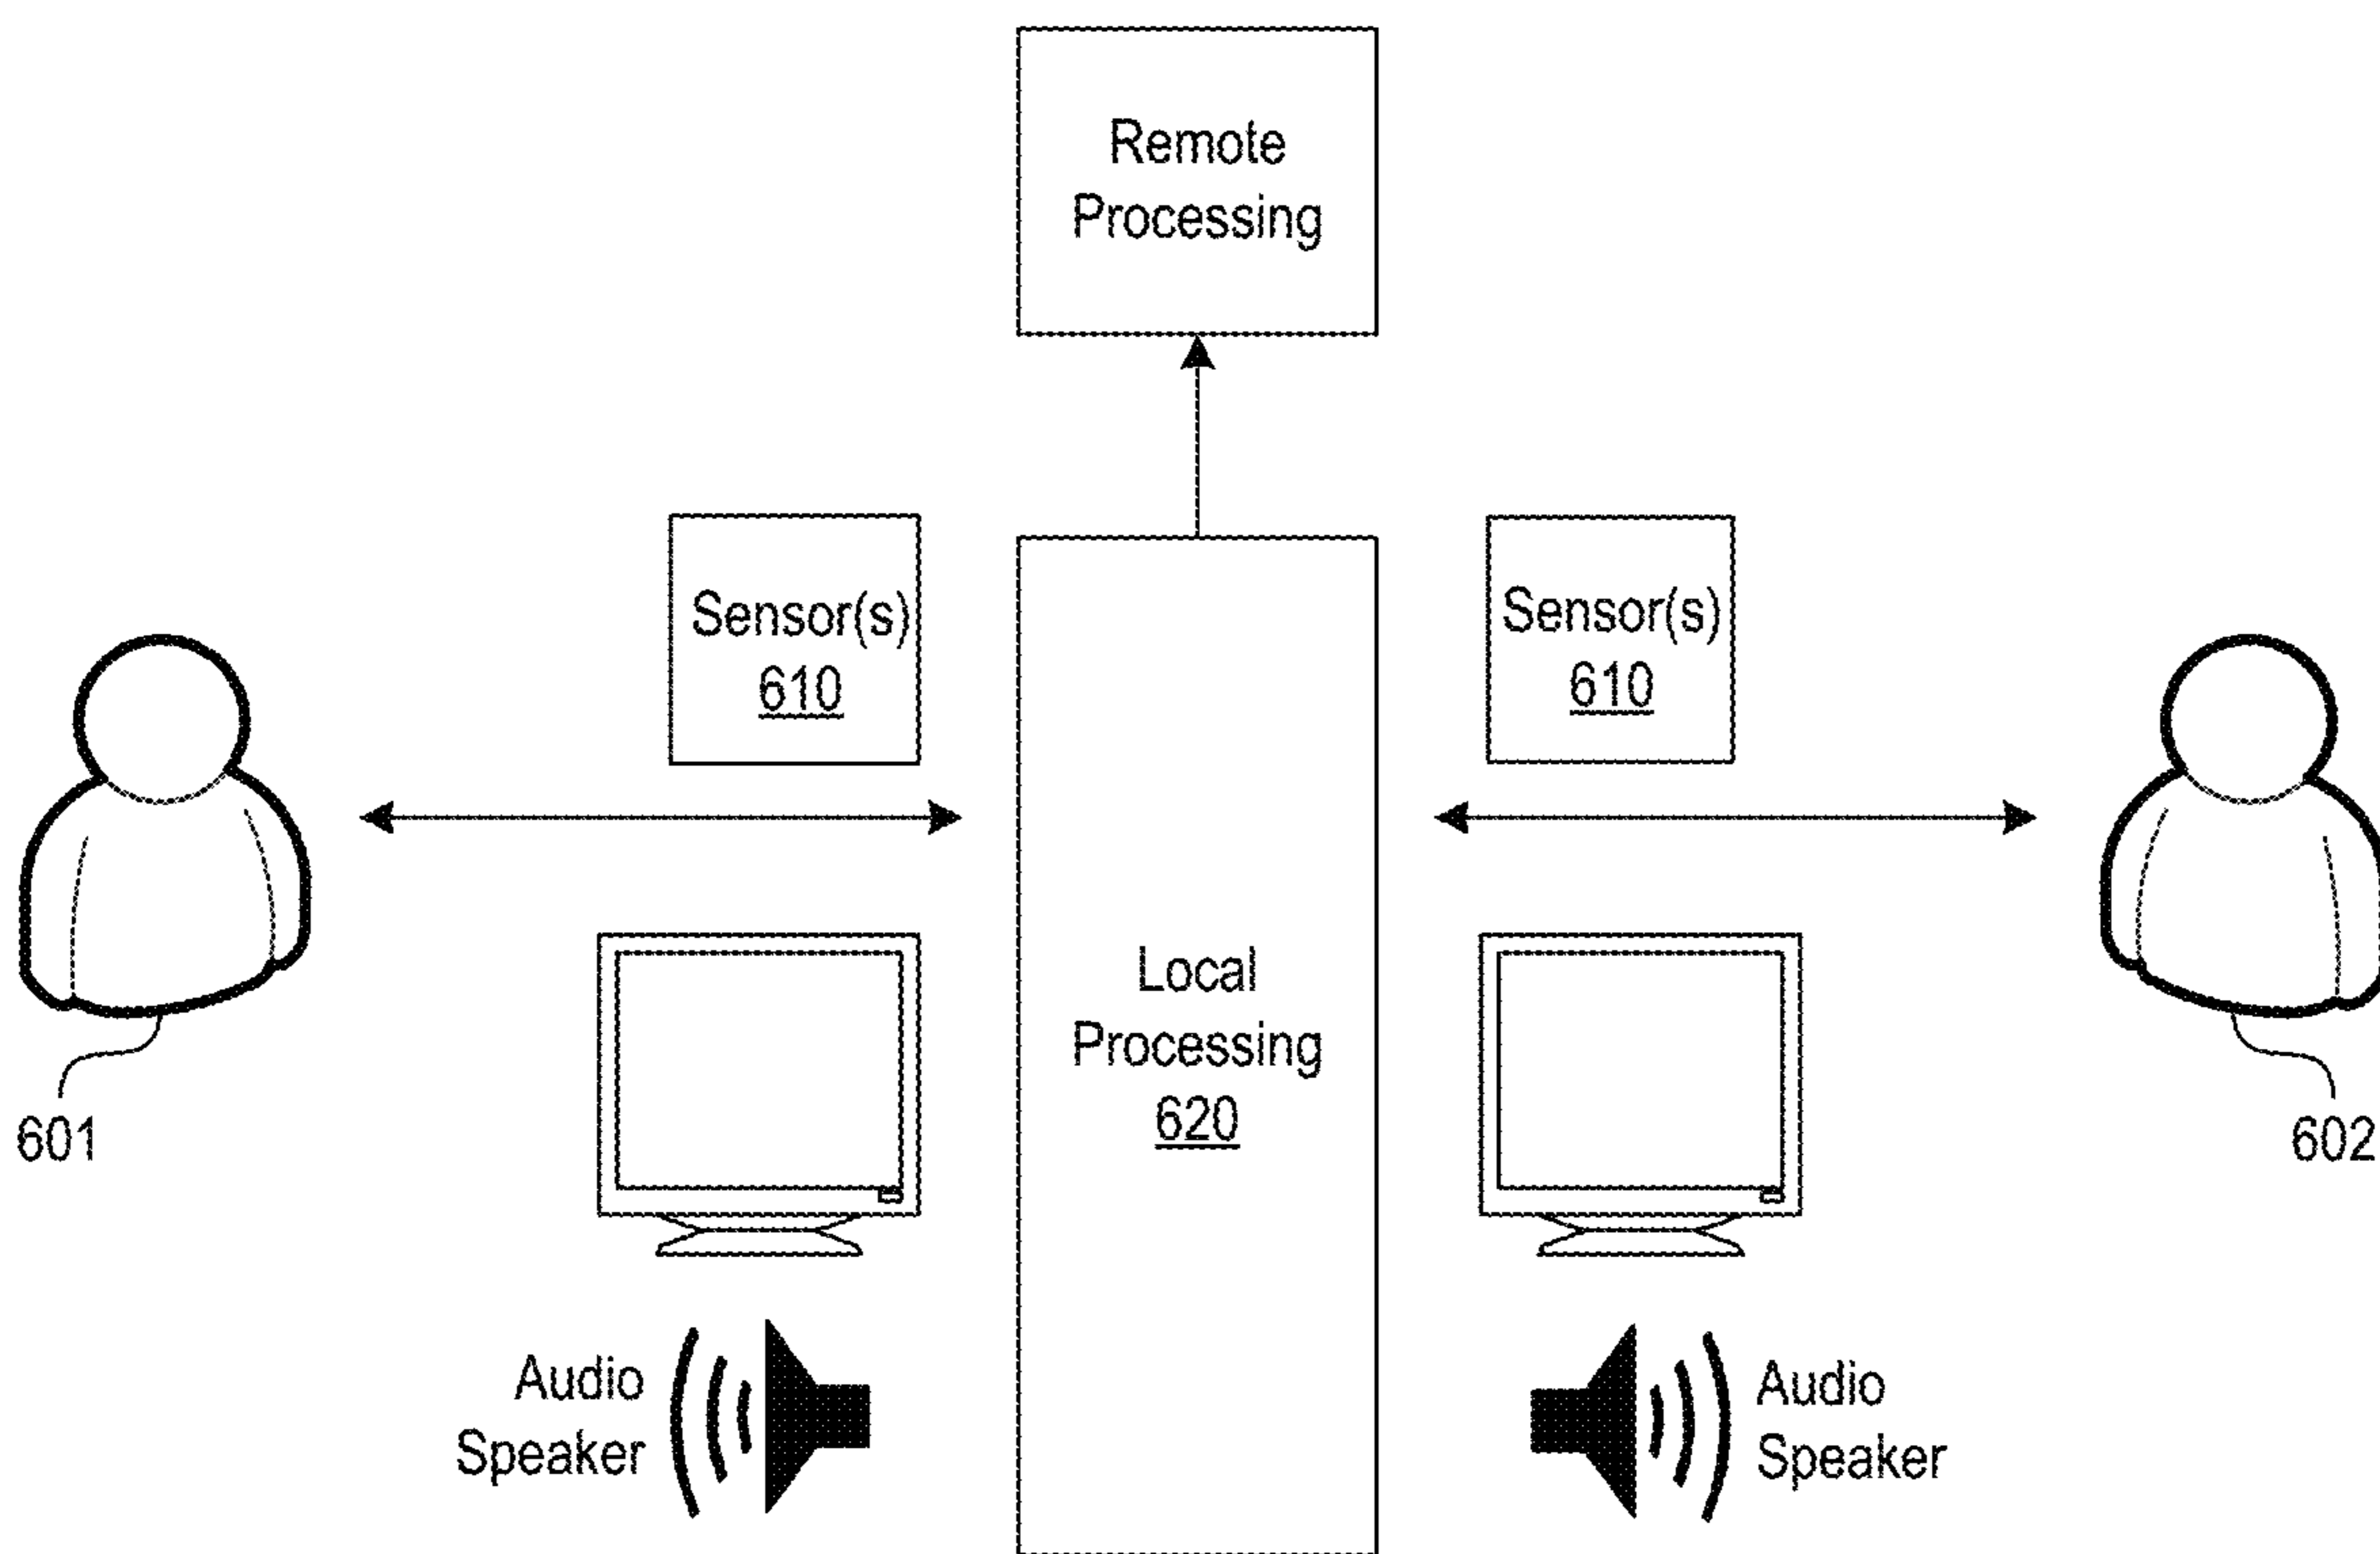 Remote
Processing
Sensor(s)
610
Sensor(s)
610
Local
Processing
620
601
602
Audio
Speaker
Audio
Speaker